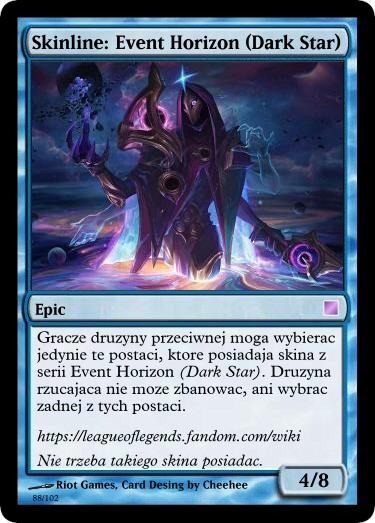 Skinline: Event Horizon (Dark Star)
Epic
Gracze druzyny przeciwnej moga wybierac
jedynie te postaci, ktore posiadaja skina z
serii Event Horizon (Dark Star). Druzyna
rzucajaca nie moze zbanowac, ani wybrac
zadnej z tych postaci.
https://leagueoflegends.fandom.com/wiki
Nie trzeba takiego skina posiadac.
4/8
Riot Games, Card Desing by Cheehee
88/102